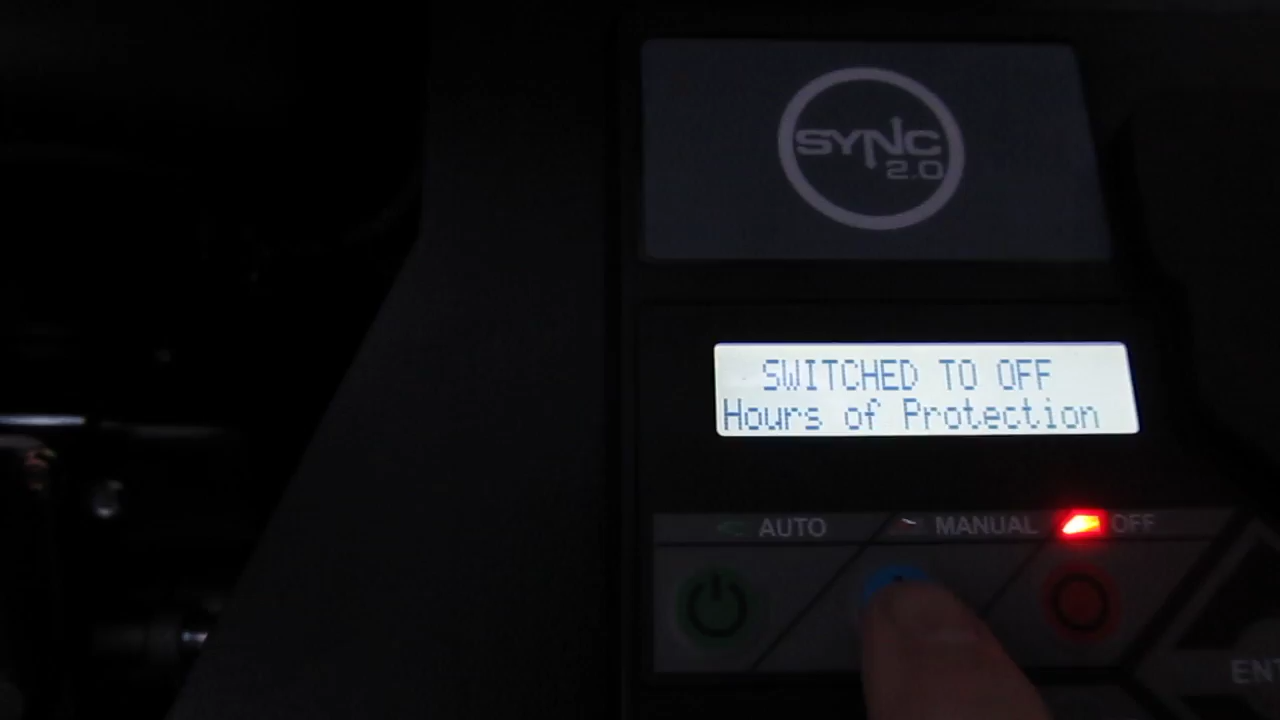 SYNC
2.0
SWITCHED TO OFF
Hours of Protection
AUTO MANUAL OFF